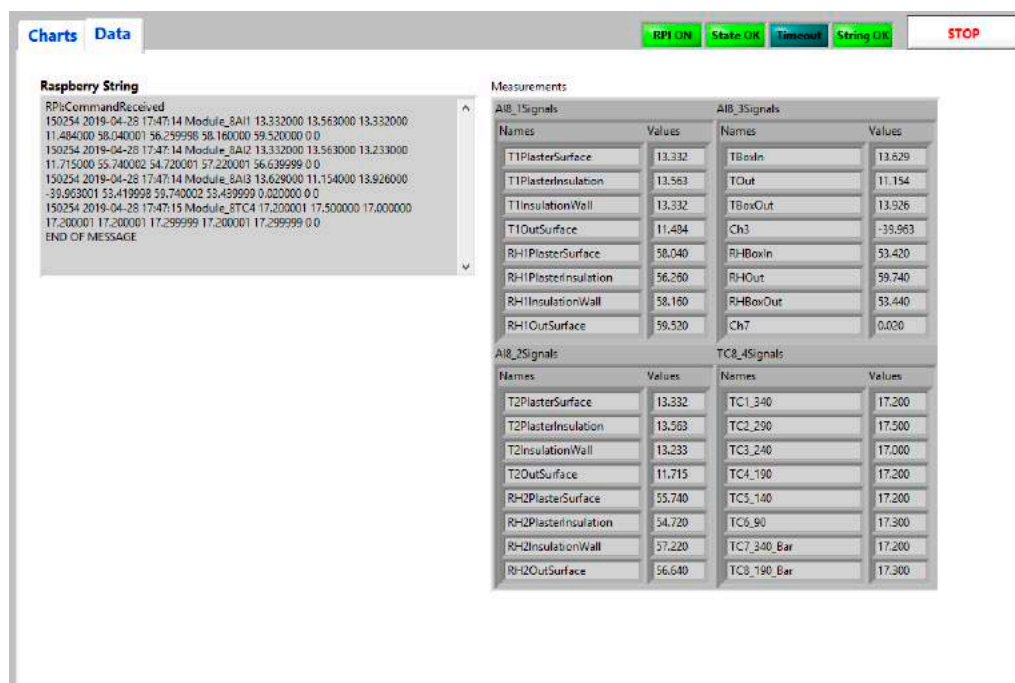 Charts Data
RPI ON State OK Timeout String OK STOP
Raspberry String
RPI:CommandReceived
150254 2019-04-28 17:47:14 Module_8AI1 13.332000 13.563000 13.332000
11.484000 58.040001 56.259998 58.160000 59.520000 0 0
150254 2019-04-28 17:47:14 Module_8AI2 13.332000 13.563000 13.233000
11.715000 55.740002 54.720001 57.220001 56.639999 0 0
150254 2019-04-28 17:47:14 Module_8AI3 13.629000 11.154000 13.926000
-39.963001 53.419998 59.740002 53.439999 0.020000 0 0
150254 2019-04-28 17:47:15 Module_8TC4 17.200001 17.500000 17.000000
17.200001 17.200001 17.299999 17.200001 17.299999 0 0
END OF MESSAGE
Measurements
AI8_1Signals
Names Values
T1PlasterSurface 13.332
T1PlasterInsulation 13.563
T1InsulationWall 13.332
T1OutSurface 11.484
RH1PlasterSurface 58.040
RH1PlasterInsulation 56.260
RH1InsulationWall 58.160
RH1OutSurface 59.520
AI8_3Signals
Names Values
TBoxIn 13.629
TOut 11.154
TBoxOut 13.926
Ch3 -39.963
RHBoxIn 53.420
RHOut 59.740
RHBoxOut 53.440
Ch7 0.020
AI8_2Signals
Names Values
T2PlasterSurface 13.332
T2PlasterInsulation 13.563
T2InsulationWall 13.233
T2OutSurface 11.715
RH2PlasterSurface 55.740
RH2PlasterInsulation 54.720
RH2InsulationWall 57.220
RH2OutSurface 56.640
TC8_4Signals
Names Values
TC1_340 17.200
TC2_290 17.500
TC3_240 17.000
TC4_190 17.200
TC5_140 17.200
TC6_90 17.300
TC7_340_Bar 17.200
TC8_190_Bar 17.300